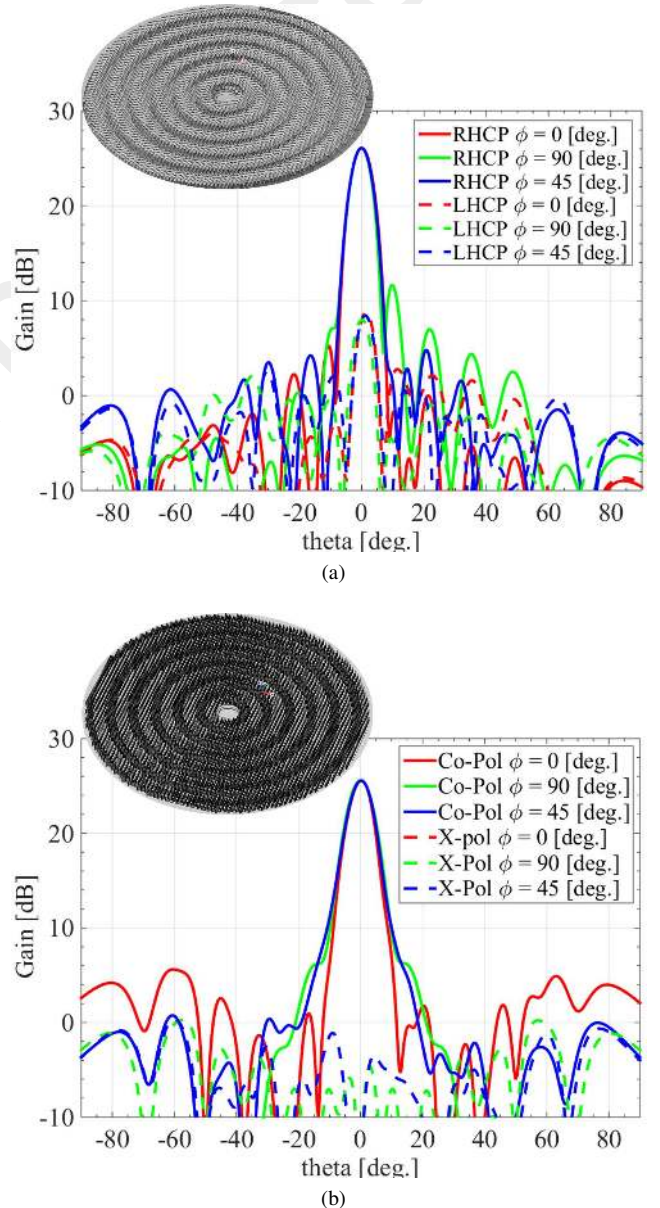 30
20
10
0
-10
Gain [dB]
RHCP ϕ = 0 [deg.]
RHCP ϕ = 90 [deg.]
RHCP ϕ = 45 [deg.]
LHCP ϕ = 0 [deg.]
LHCP ϕ = 90 [deg.]
LHCP ϕ = 45 [deg.]
-80 -60 -40 -20 0 20 40 60 80
theta [deg.]
(a)
30
20
10
0
-10
Gain [dB]
Co-Pol ϕ = 0 [deg.]
Co-Pol ϕ = 90 [deg.]
Co-Pol ϕ = 45 [deg.]
X-pol ϕ = 0 [deg.]
X-Pol ϕ = 90 [deg.]
X-Pol ϕ = 45 [deg.]
-80 -60 -40 -20 0 20 40 60 80
theta [deg.]
(b)